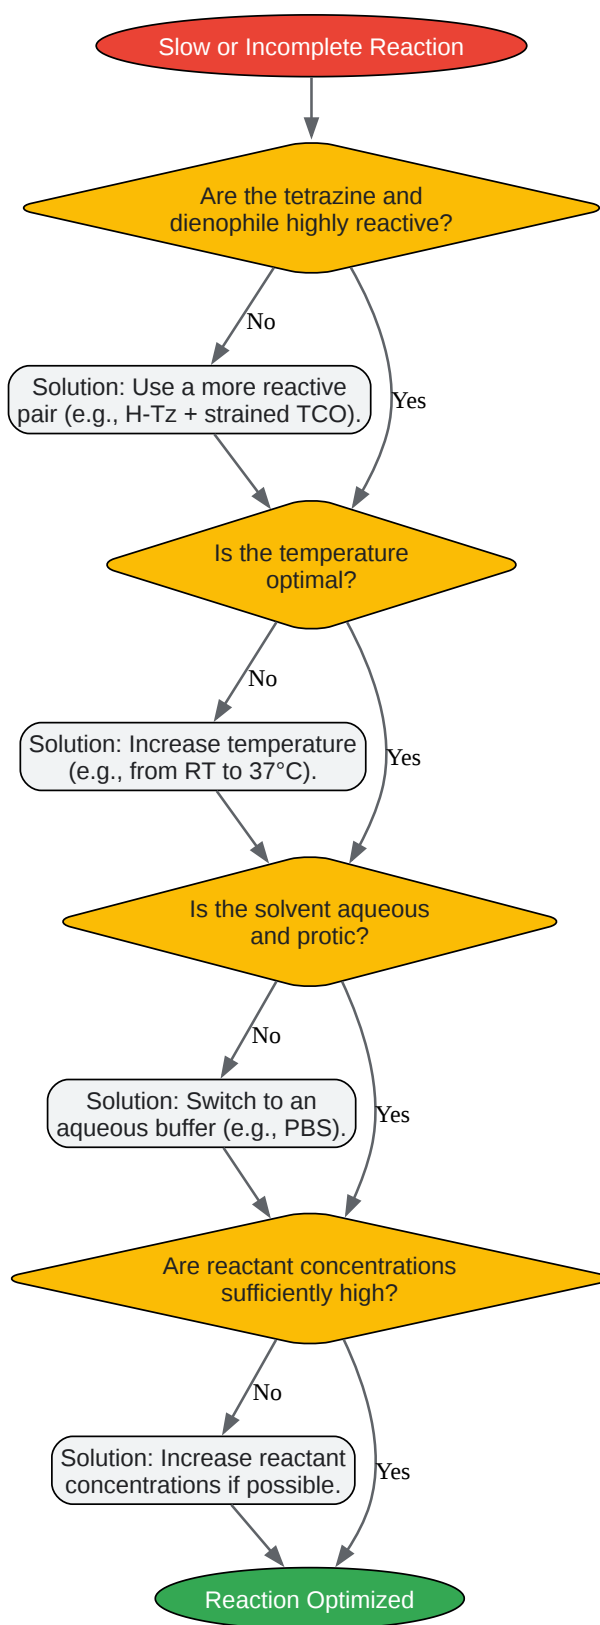 Slow or Incomplete Reaction
Are the tetrazine and
dienophile highly reactive?
No
Yes
Solution: Use a more reactive
pair (e.g., H-Tz + strained TCO).
Is the temperature
optimal?
No
Yes
Solution: Increase temperature
(e.g., from RT to 37°C).
Is the solvent aqueous
and protic?
No
Yes
Solution: Switch to an
aqueous buffer (e.g., PBS).
Are reactant concentrations
sufficiently high?
No
Yes
Solution: Increase reactant
concentrations if possible.
Reaction Optimized